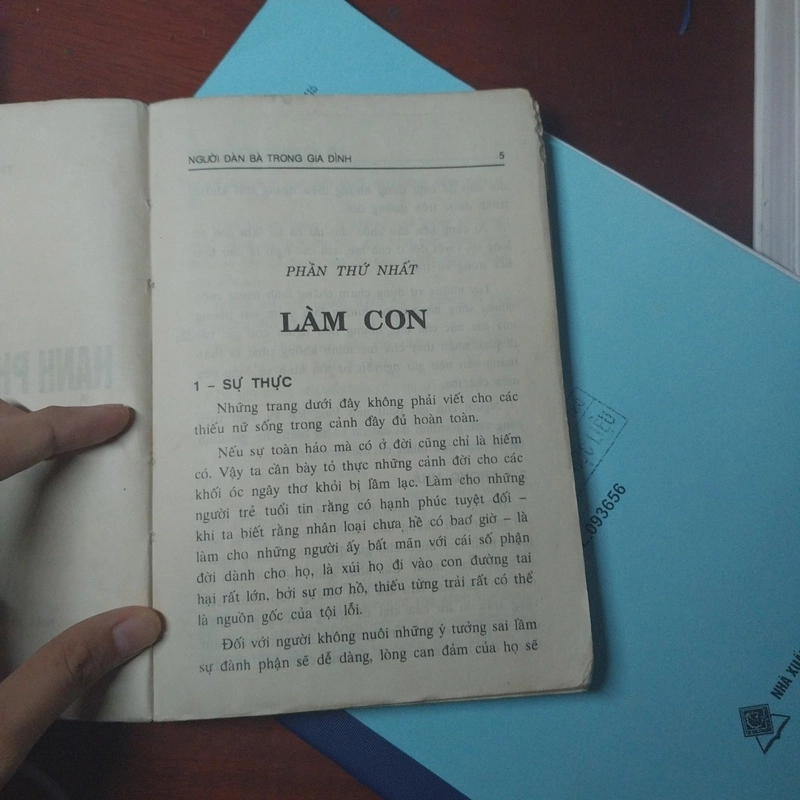 NGƯỜI ĐÀN BÀ TRONG GIA ĐÌNH 5
PHẦN THỨ NHẤT
LÀM CON
1 – SỰ THỰC
Những trang dưới đây không phải viết cho các
thiếu nữ sống trong cảnh đầy đủ hoàn toàn.
Nếu sự toàn hảo mà có ở đời cũng chỉ là hiếm
có. Vậy ta cần bày tỏ thực những cảnh đời cho các
khối óc ngây thơ khỏi bị lầm lạc. Làm cho những
người trẻ tuổi tin rằng có hạnh phúc tuyệt đối –
khi ta biết rằng nhân loại chưa hề có bao giờ – là
làm cho những người ấy bất mãn với cái số phận
đời dành cho họ, là xúi họ đi vào con đường tai
hại rất lớn, bởi sự mơ hồ, thiếu từng trải rất có thể
là nguồn gốc của tội lỗi.
Đối với người không nuôi những ý tưởng sai lầm
sự đành phận sẽ dễ dàng, lòng can đảm của họ sẽ
HẠNH PH
LIỆU
.093656
NHÀ XUẤ